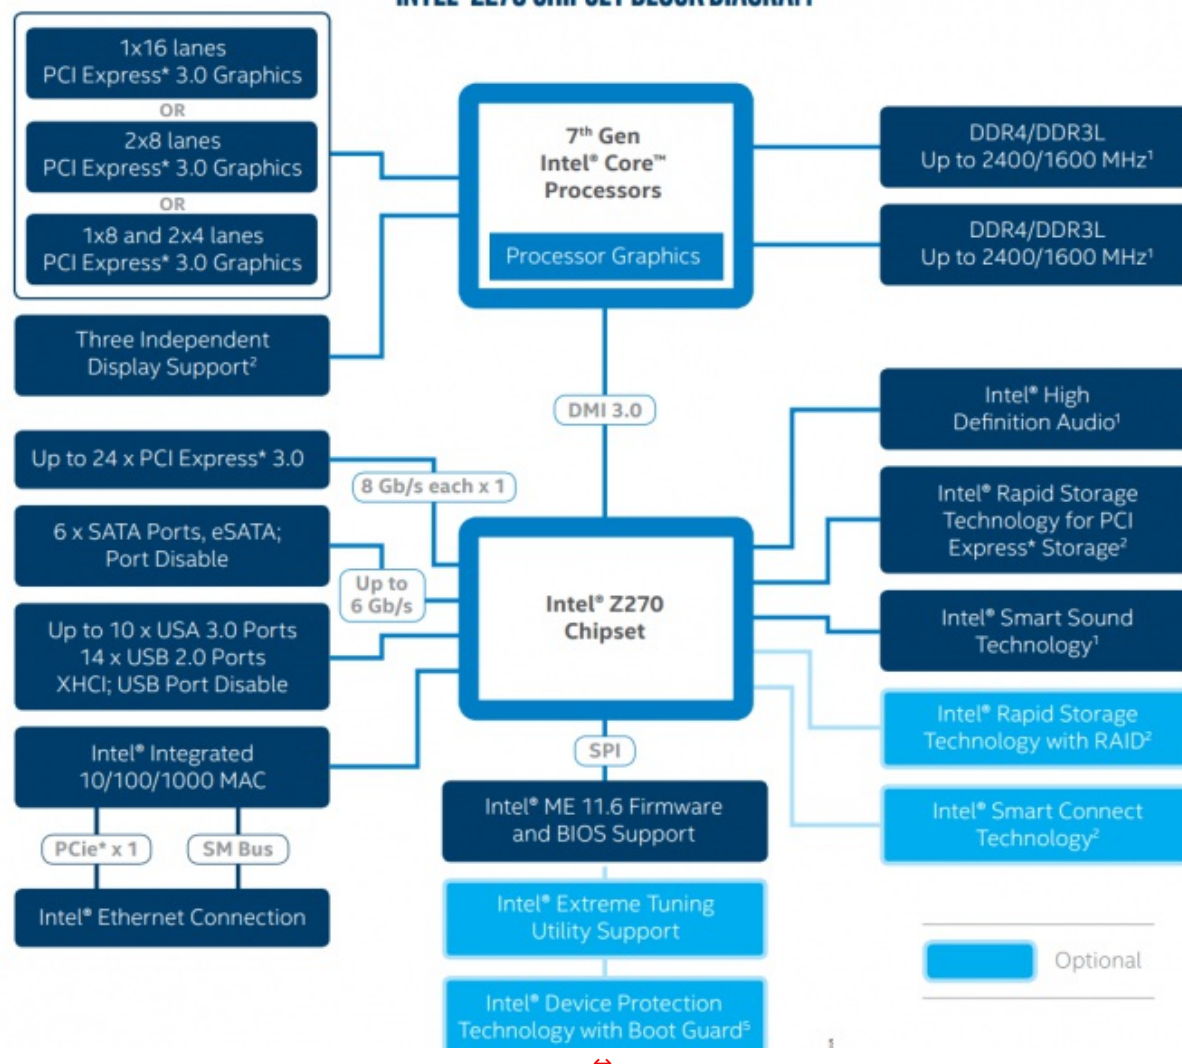 INTEL® Z270 CHIPSET BLOCK DIAGRAM
1x16 lanes
PCI Express* 3.0 Graphics
OR
2x8 lanes
PCI Express* 3.0 Graphics
OR
1x8 and 2x4 lanes
PCI Express* 3.0 Graphics
Three Independent
Display Support²
7th Gen
Intel® Core™
Processors
Processor Graphics
DDR4/DDR3L
Up to 2400/1600 MHz¹
DDR4/DDR3L
Up to 2400/1600 MHz¹
DMI 3.0
Up to 24 x PCI Express* 3.0
8 Gb/s each x 1
6 x SATA Ports, eSATA;
Port Disable
Up to
6 Gb/s
Up to 10 x USA 3.0 Ports
14 x USB 2.0 Ports
XHCI; USB Port Disable
Intel® Integrated
10/100/1000 MAC
PCie* x 1
SM Bus
Intel® Ethernet Connection
Intel® Z270
Chipset
SPI
Intel® ME 11.6 Firmware
and BIOS Support
Intel® Extreme Tuning
Utility Support
Intel® Device Protection
Technology with Boot Guard⁵
Intel® High
Definition Audio¹
Intel® Rapid Storage
Technology for PCI
Express* Storage²
Intel® Smart Sound
Technology¹
Intel® Rapid Storage
Technology with RAID²
Intel® Smart Connect
Technology²
Optional